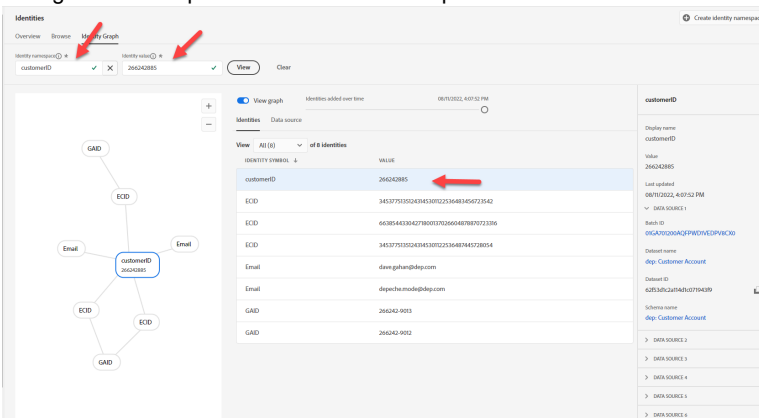 Identities
Create identity namespace
Overview Browse Identity Graph
Identity namespace * Identity value *
customerID 266242885 View Clear
View graph Identities added over time 08/11/2022, 4:07:52 PM
Identities Data source
View All (8) of 8 identities
IDENTITY SYMBOL ↓ VALUE
customerID 266242885
ECID
ECID
ECID
Email dave.gahan@dep.com
Email depeche.mode@dep.com
GAID 266242-9013
GAID 266242-9012
+
−
GAID
ECID
Email
Email
customerID
266242885
ECID
ECID
GAID
customerID
Display name
customerID
Value
266242885
Last updated
08/11/2022, 4:07:52 PM
DATA SOURCE 1
Batch ID
Dataset name
dep: Customer Account
Dataset ID
Schema name
dep: Customer Account
DATA SOURCE 2
DATA SOURCE 3
DATA SOURCE 4
DATA SOURCE 5
DATA SOURCE 6